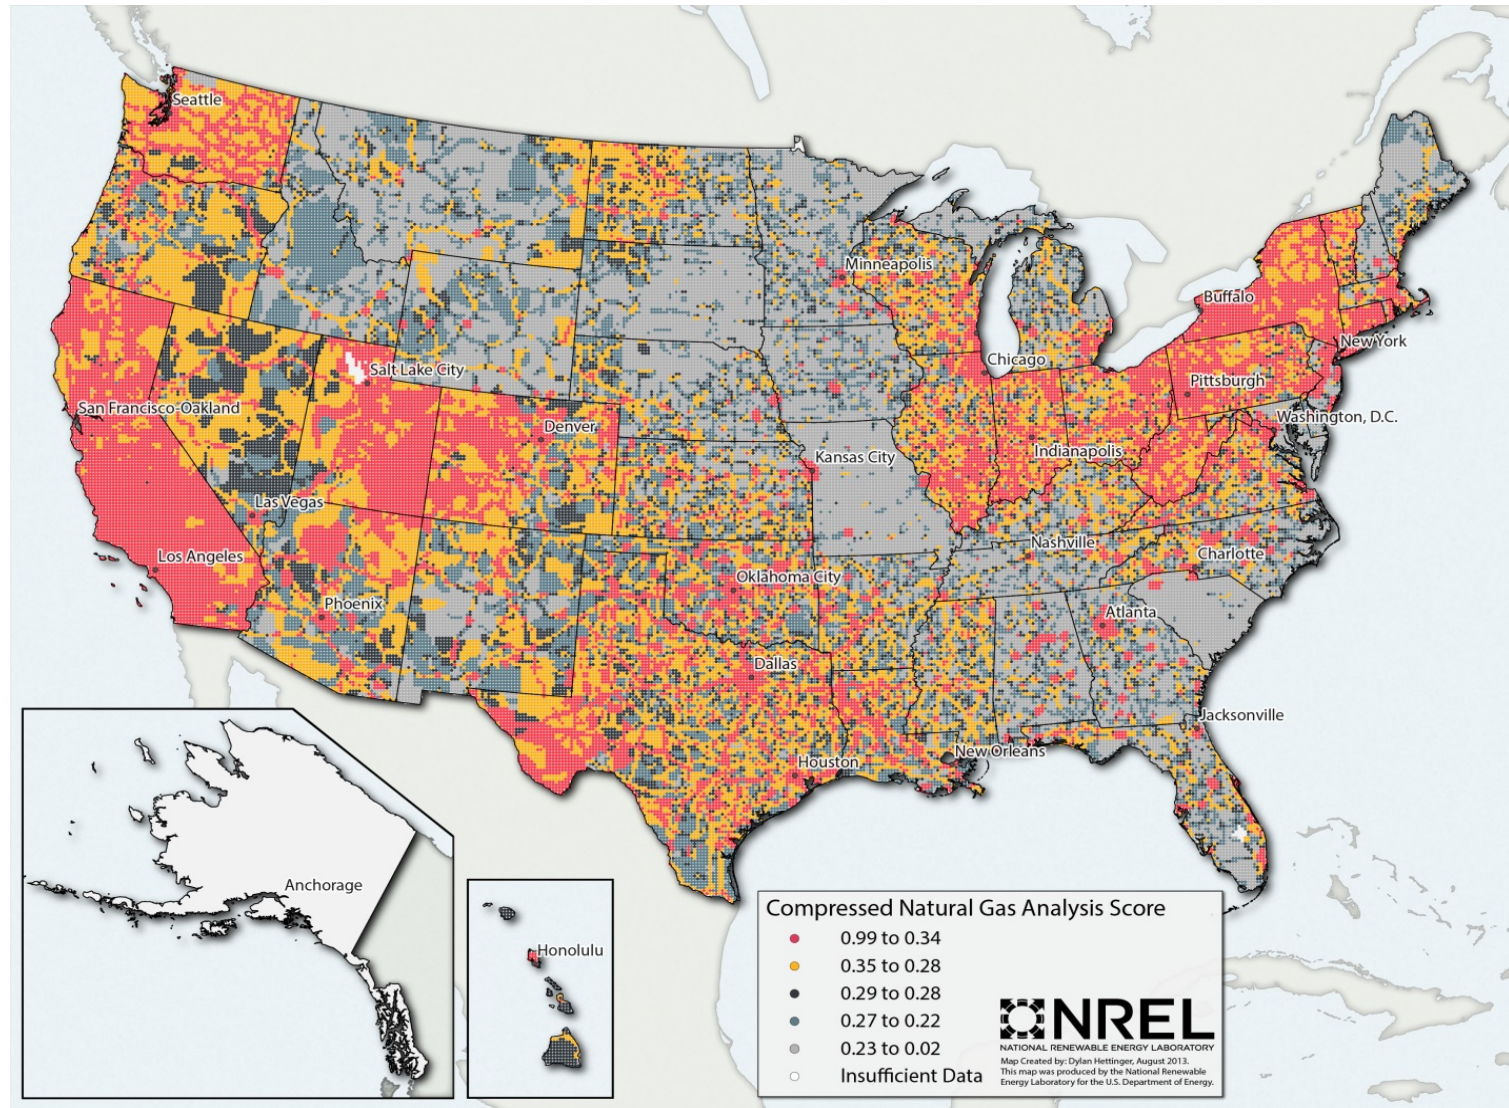 Seattle
Minneapolis
Buffalo
New York
Chicago
Salt Lake City
Pittsburgh
San Francisco-Oakland
Washington, D.C.
Denver
Indianapolis
Kansas City
Las Vegas
Nashville
Charlotte
Los Angeles
Oklahoma City
Phoenix
Atlanta
Dallas
Jacksonville
New Orleans
Houston
Anchorage
Honolulu
Compressed Natural Gas Analysis Score
0.99 to 0.34
0.35 to 0.28
0.29 to 0.28
0.27 to 0.22
0.23 to 0.02
Insufficient Data
NREL
NATIONAL RENEWABLE ENERGY LABORATORY
Map Created by: Dylan Hettinger, August 2013.
This map was produced by the National Renewable
Energy Laboratory for the U.S. Department of Energy.